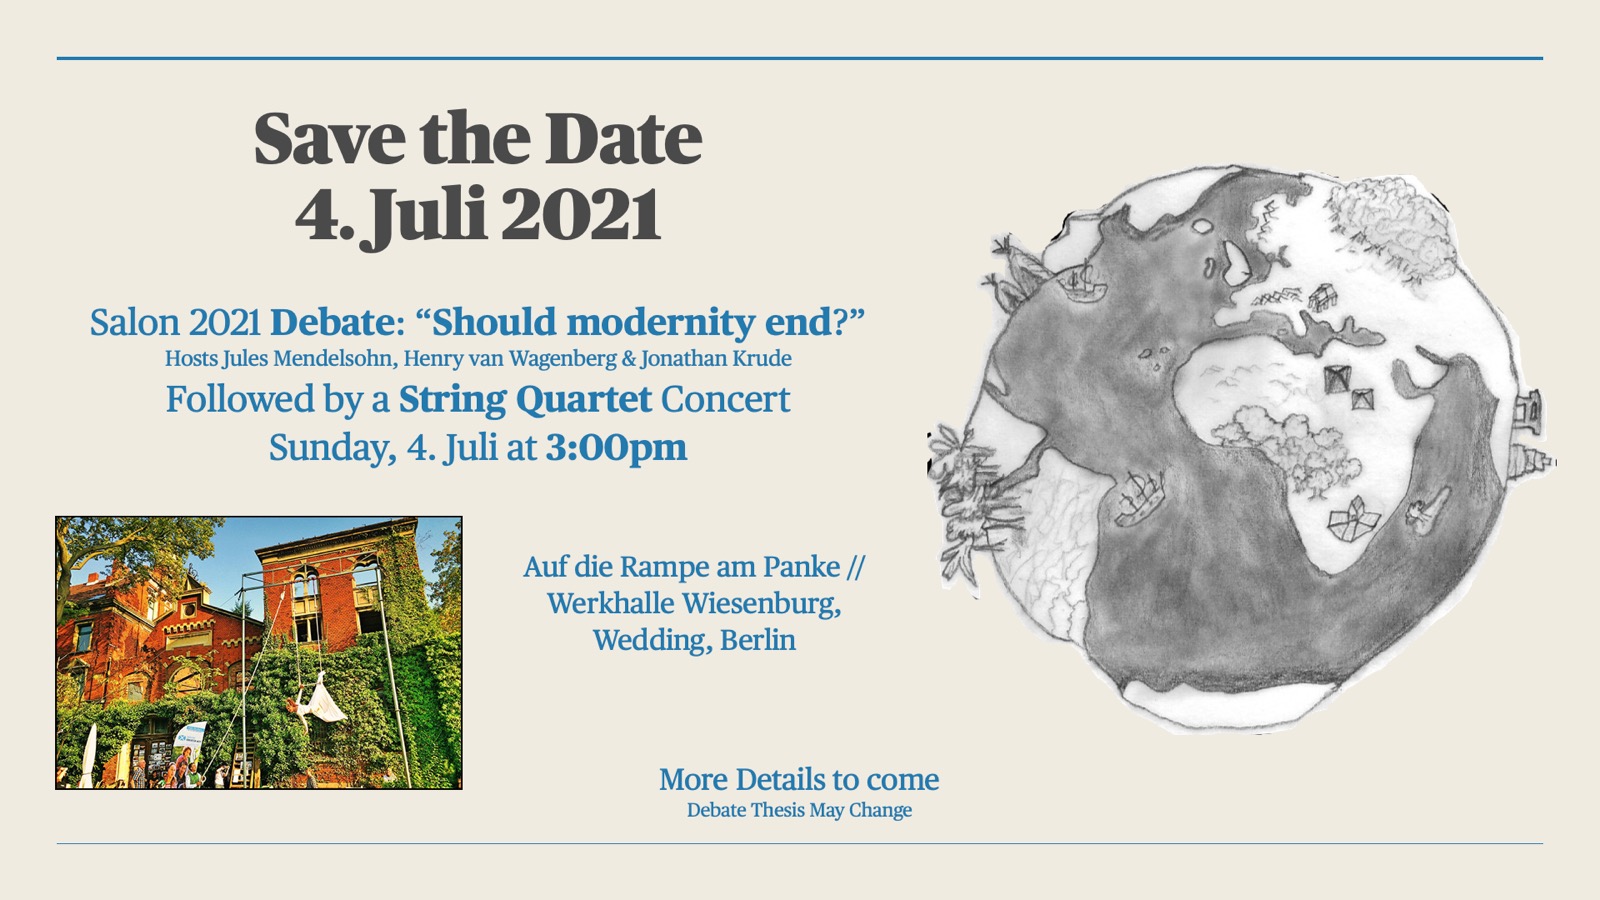 Save the Date
4. Juli 2021
Salon 2021 Debate: “Should modernity end?”
Hosts Jules Mendelsohn, Henry van Wagenberg & Jonathan Krude
Followed by a String Quartet Concert
Sunday, 4. Juli at 3:00pm
Auf die Rampe am Panke //
Werkhalle Wiesenburg,
Wedding, Berlin
More Details to come
Debate Thesis May Change